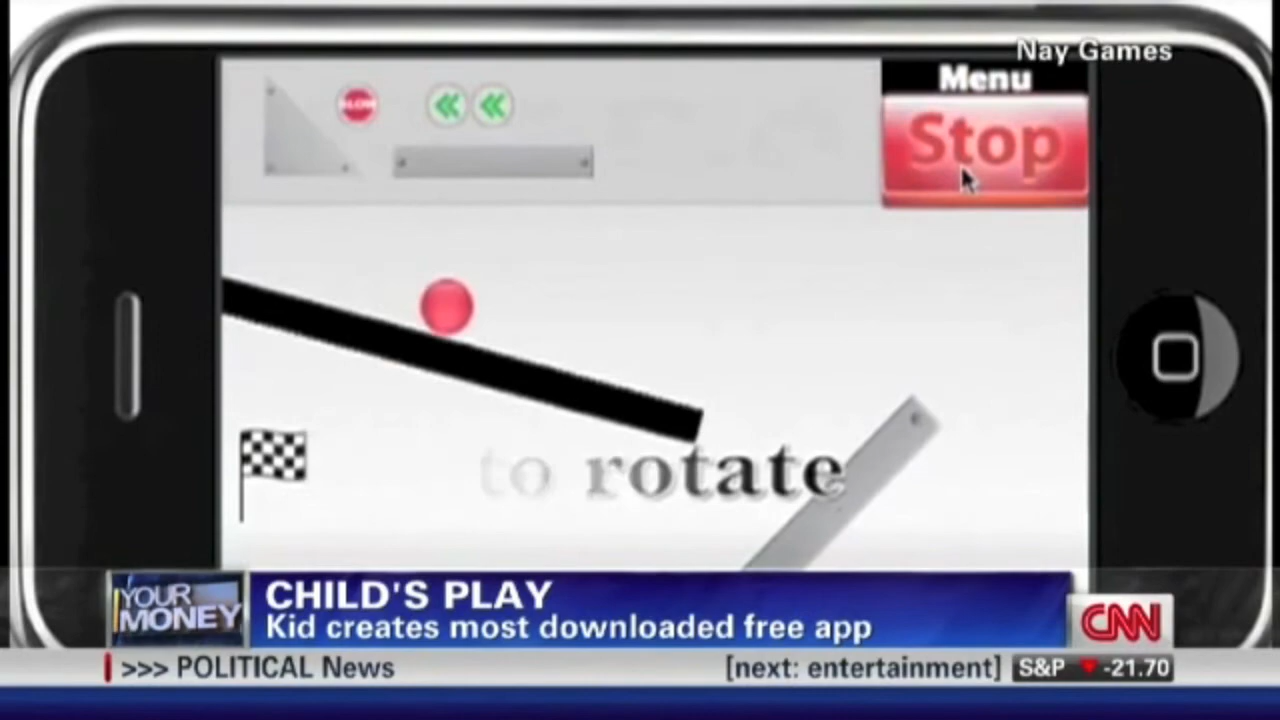 Nay Games
Menu
SLOW
Stop
to rotate
YOUR
MONEY
CHILD'S PLAY
Kid creates most downloaded free app
CNN
>>> POLITICAL News
[next: entertainment]
S&P ▼ -21.70